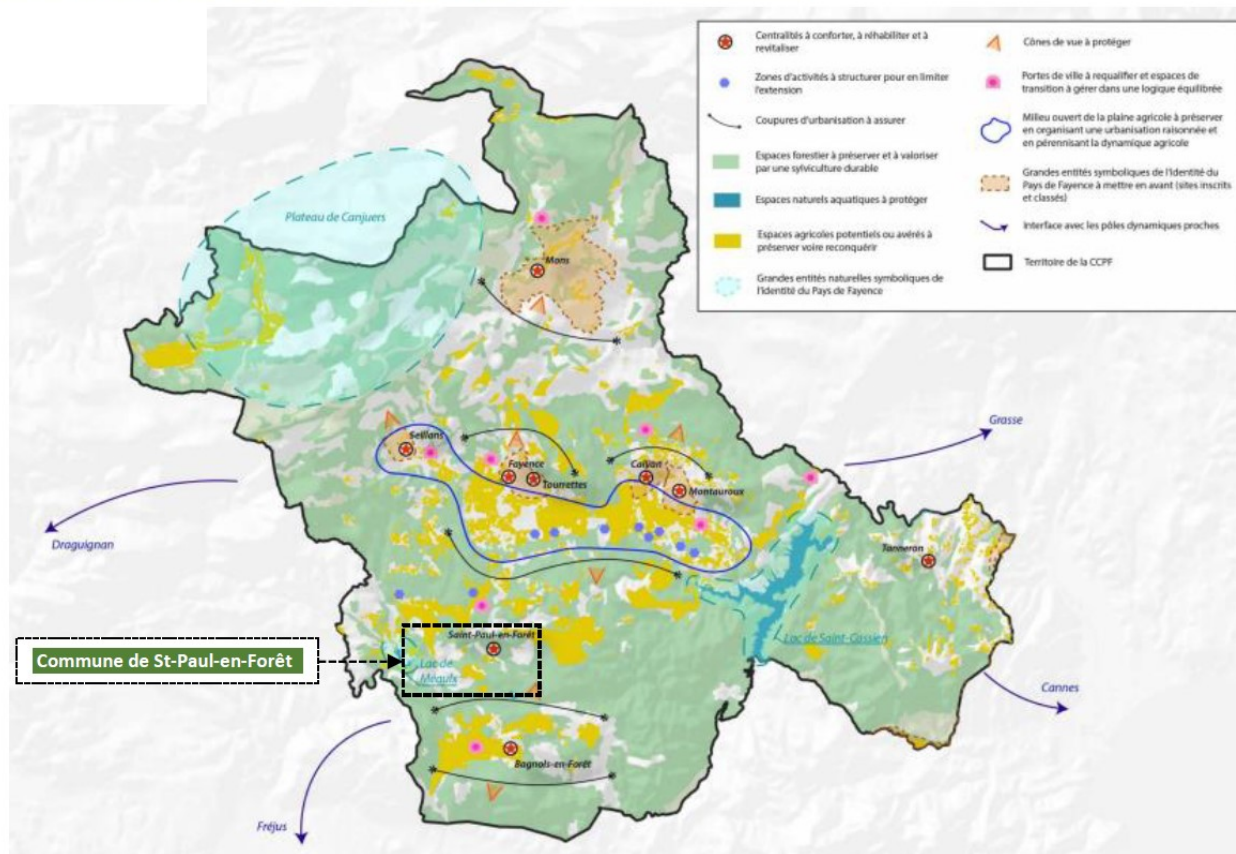 Centralités à conforter, à réhabiliter et à
revitaliser
Zones d'activités à structurer pour en limiter
l'extension
Coupures d'urbanisation à assurer
Espaces forestier à préserver et à valoriser
par une sylviculture durable
Espaces naturels aquatiques à protéger
Espaces agricoles potentiels ou avérés à
préserver voire reconquérir
Grandes entités naturelles symboliques de
l'Identité du Pays de Fayence
Cônes de vue à protéger
Portes de ville à requalifier et espaces de
transition à gérer dans une logique équilibrée
Milieu ouvert de la plaine agricole à préserver
en organisant une urbanisation raisonnée et
en pérennisant la dynamique agricole
Grandes entités symboliques de l'Identité du
Pays de Fayence à mettre en avant (sites inscrits
et classés)
Interface avec les pôles dynamiques proches
Territoire de la CCPF
Plateau de Canjuers
Mons
Grasse
Seillans
Fayence
Tourrettes
Callian
Montauroux
Draguignan
Tanneron
Saint-Paul-en-Forêt
Lac de Saint-Cassien
Commune de St-Paul-en-Forêt
Lac de
Méaulx
Cannes
Bagnols-en-Forêt
Fréjus